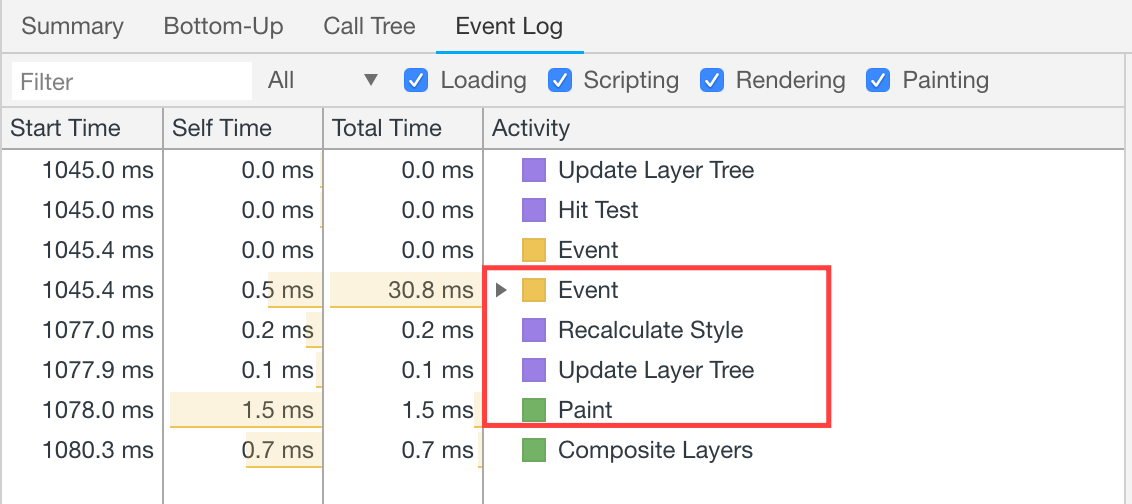 Summary Bottom-Up Call Tree Event Log
Filter All Loading Scripting Rendering Painting
Start Time Self Time Total Time Activity
1045.0 ms 0.0 ms 0.0 ms Update Layer Tree
1045.0 ms 0.0 ms 0.0 ms Hit Test
1045.4 ms 0.0 ms 0.0 ms Event
1045.4 ms 0.5 ms 30.8 ms Event
1077.0 ms 0.2 ms 0.2 ms Recalculate Style
1077.9 ms 0.1 ms 0.1 ms Update Layer Tree
1078.0 ms 1.5 ms 1.5 ms Paint
1080.3 ms 0.7 ms 0.7 ms Composite Layers